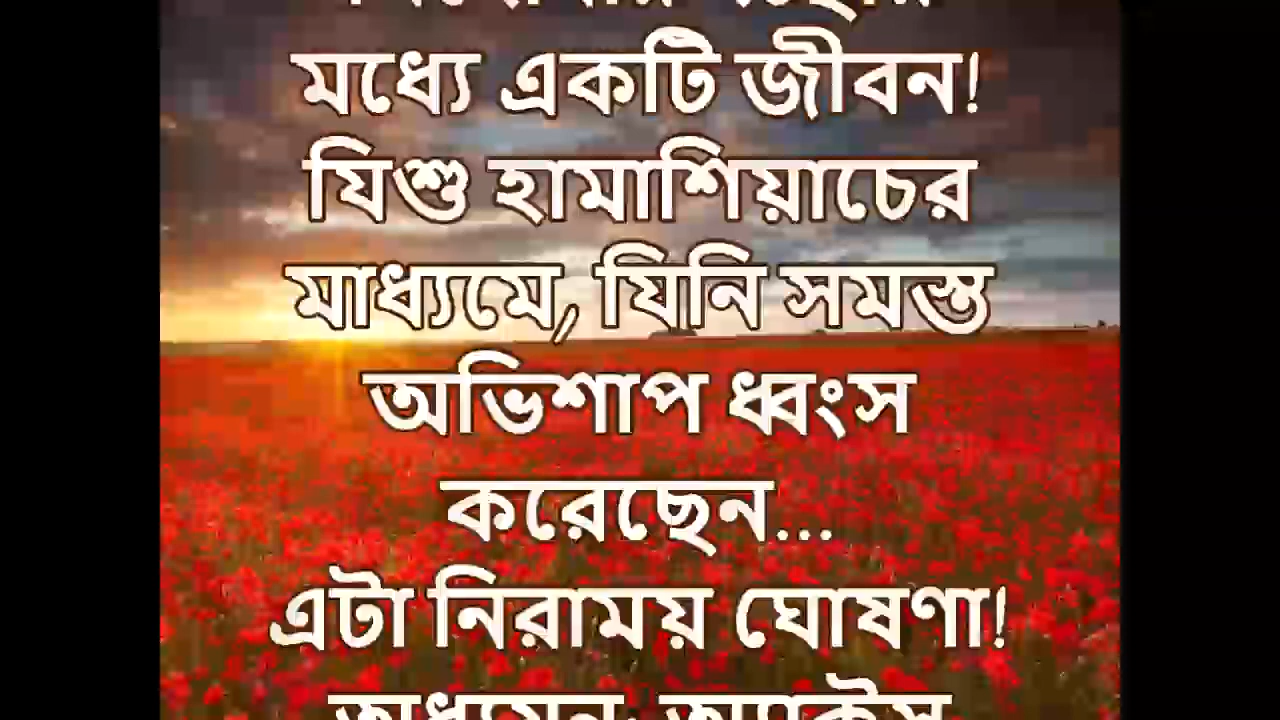 মধ্যে একটি জীবন!
যিশু হামাশিয়াচের
মাধ্যমে, যিনি সমস্ত
অভিশাপ ধ্বংস
করেছেন...
এটা নিরাময় ঘোষণা!